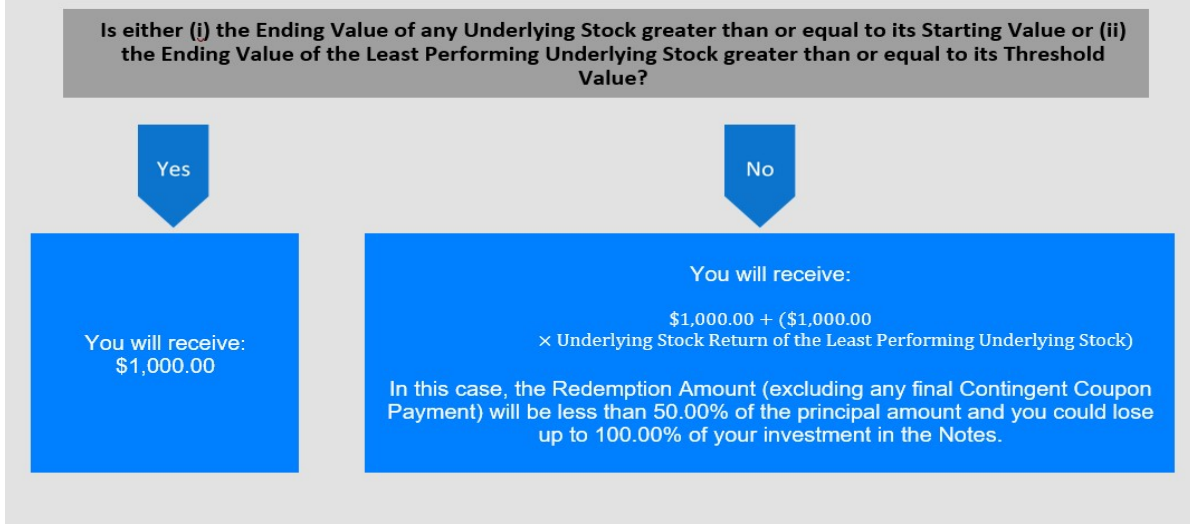 Is either (i) the Ending Value of any Underlying Stock greater than or equal to its Starting Value or (ii)
the Ending Value of the Least Performing Underlying Stock greater than or equal to its Threshold
Value?
Yes
No
You will receive:
$1,000.00
You will receive:
$1,000.00 + ($1,000.00
× Underlying Stock Return of the Least Performing Underlying Stock)
In this case, the Redemption Amount (excluding any final Contingent Coupon
Payment) will be less than 50.00% of the principal amount and you could lose
up to 100.00% of your investment in the Notes.